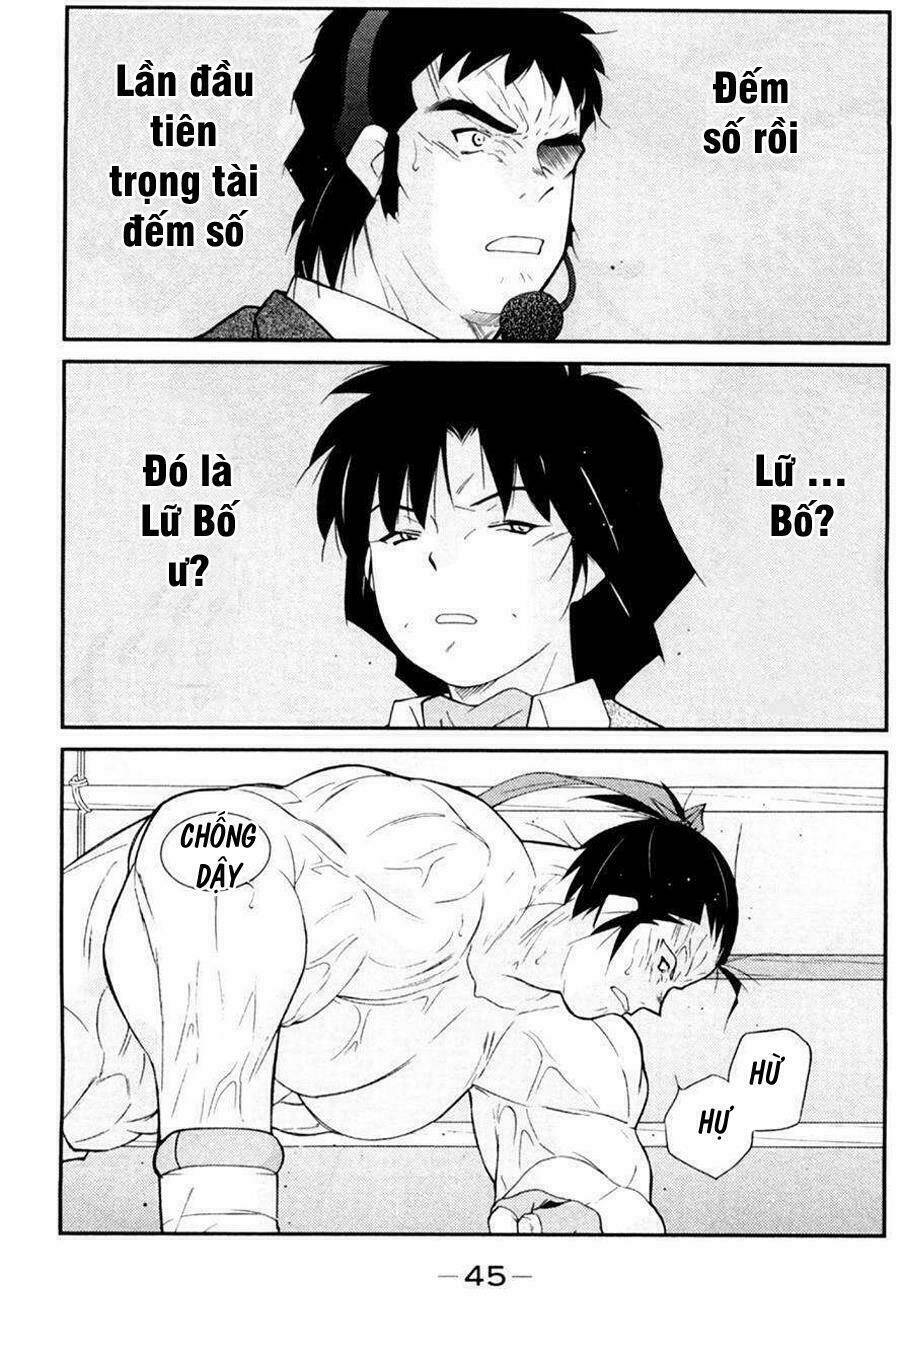 Đếm
số rồi
Lần đầu
tiên
trọng tài
đếm số
Lữ ...
Bố?
Đó là
Lữ Bố
ư?
CHỐNG
DẬY
HỪ
HỰ
—45—